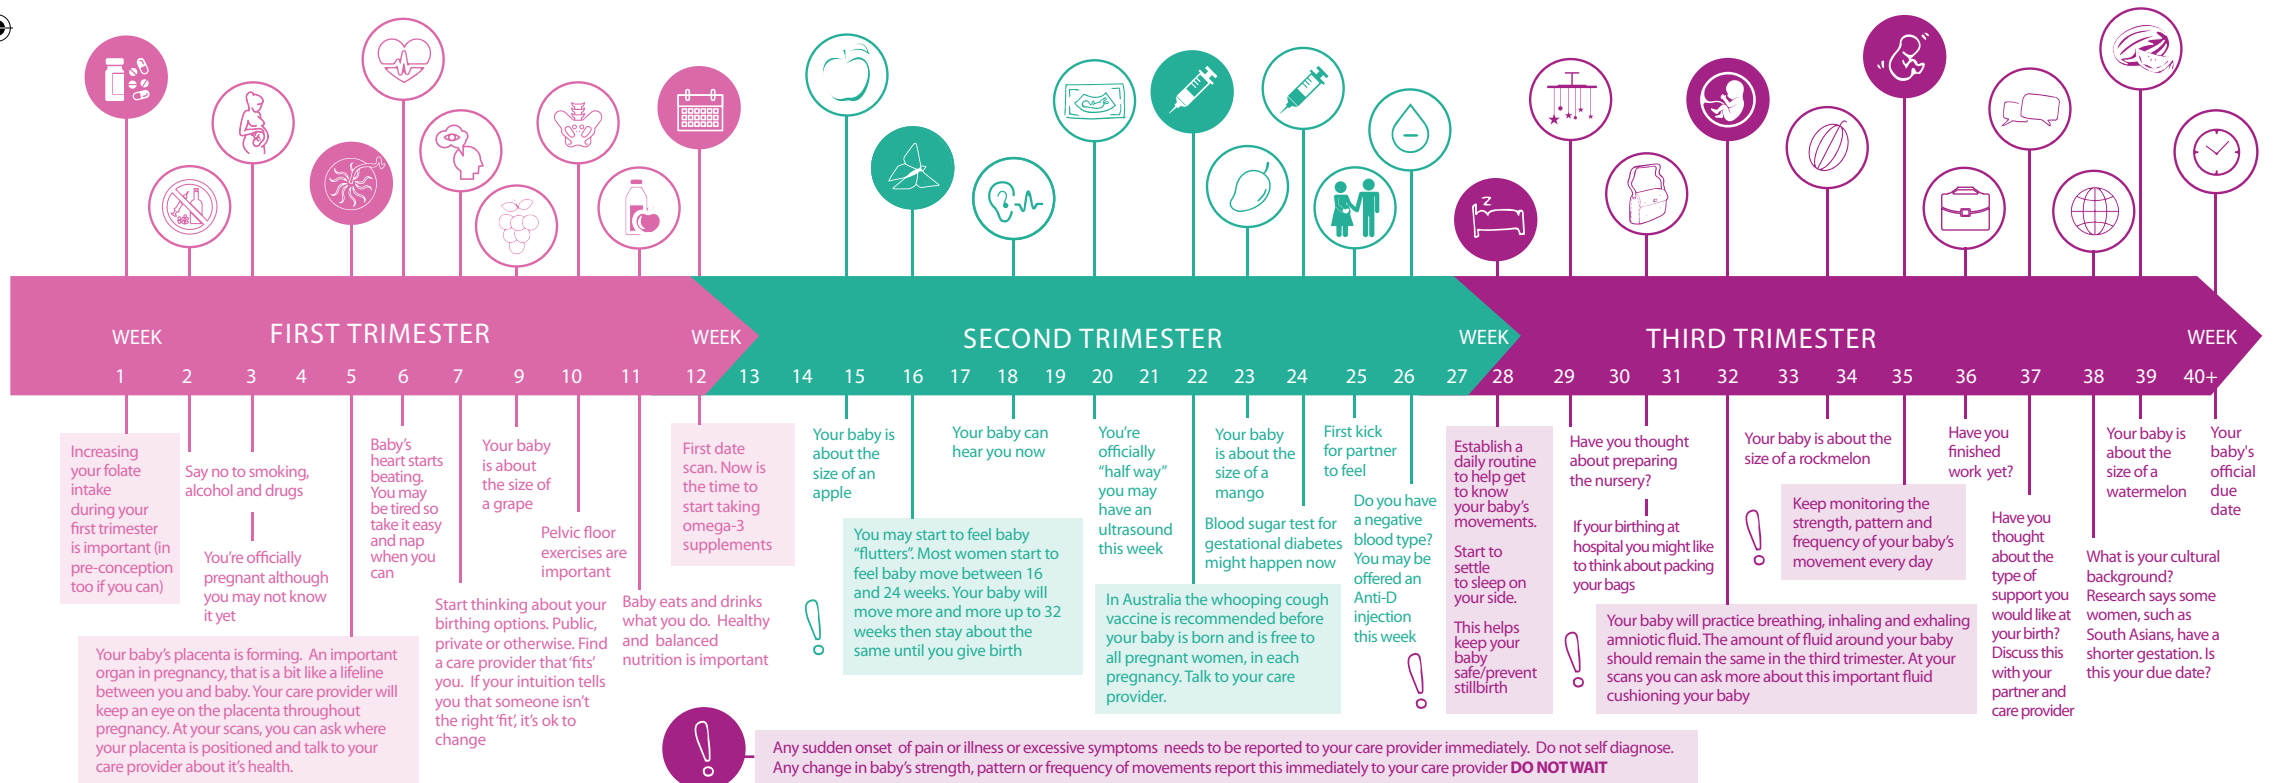 WEEK
FIRST TRIMESTER
WEEK
SECOND TRIMESTER
WEEK
THIRD TRIMESTER
WEEK
1 2 3 4 5 6 7 9 10 11 12 13 14 15 16 17 18 19 20 21 22 23 24 25 26 27 28 29 30 31 32 33 34 35 36 37 38 39 40+
Increasing
your folate
intake
during your
first trimester
is important (in
pre-conception
too if you can)
Say no to smoking,
alcohol and drugs
You're officially
pregnant although
you may not know
it yet
Your baby's placenta is forming. An important
organ in pregnancy, that is a bit like a lifeline
between you and baby. Your care provider will
keep an eye on the placenta throughout
pregnancy. At your scans, you can ask where
your placenta is positioned and talk to your
care provider about it's health.
Baby's
heart starts
beating.
You may
be tired so
take it easy
and nap
when you
can
Start thinking about your
birthing options. Public,
private or otherwise. Find
a care provider that 'fits'
you. If your intuition tells
you that someone isn't
the right 'fit', it's ok to
change
Your baby
is about
the size of
a grape
Pelvic floor
exercises are
important
Baby eats and drinks
what you do. Healthy
and balanced
nutrition is important
First date
scan. Now is
the time to
start taking
omega-3
supplements
Your baby is
about the
size of an
apple
You may start to feel baby
"flutters". Most women start to
feel baby move between 16
and 24 weeks. Your baby will
move more and more up to 32
weeks then stay about the
same until you give birth
Your baby can
hear you now
You're
officially
"half way"
you may
have an
ultrasound
this week
In Australia the whooping cough
vaccine is recommended before
your baby is born and is free to
all pregnant women, in each
pregnancy. Talk to your care
provider.
Your baby
is about the
size of a
mango
Blood sugar test for
gestational diabetes
might happen now
First kick
for partner
to feel
Do you have
a negative
blood type?
You may be
offered an
Anti-D
injection
this week
Z
Establish a
daily routine
to help get
to know
your baby's
movements.
Start to
settle
to sleep on
your side.
This helps
keep your
baby
safe/prevent
stillbirth
Have you thought
about preparing
the nursery?
If your birthing at
hospital you might like
to think about packing
your bags
Your baby will practice breathing, inhaling and exhaling
amniotic fluid. The amount of fluid around your baby
should remain the same in the third trimester. At your
scans you can ask more about this important fluid
cushioning your baby
Your baby is about the
size of a rockmelon
Keep monitoring the
strength, pattern and
frequency of your baby's
movement every day
Have you
finished
work yet?
Have you
thought
about the
type of
support you
would like at
your birth?
Discuss this
with your
partner and
care provider
What is your cultural
background?
Research says some
women, such as
South Asians, have a
shorter gestation. Is
this your due date?
Your baby is
about the
size of a
watermelon
Your
baby's
official
due
date
Any sudden onset of pain or illness or excessive symptoms needs to be reported to your care provider immediately. Do not self diagnose.
Any change in baby's strength, pattern or frequency of movements report this immediately to your care provider DO NOT WAIT